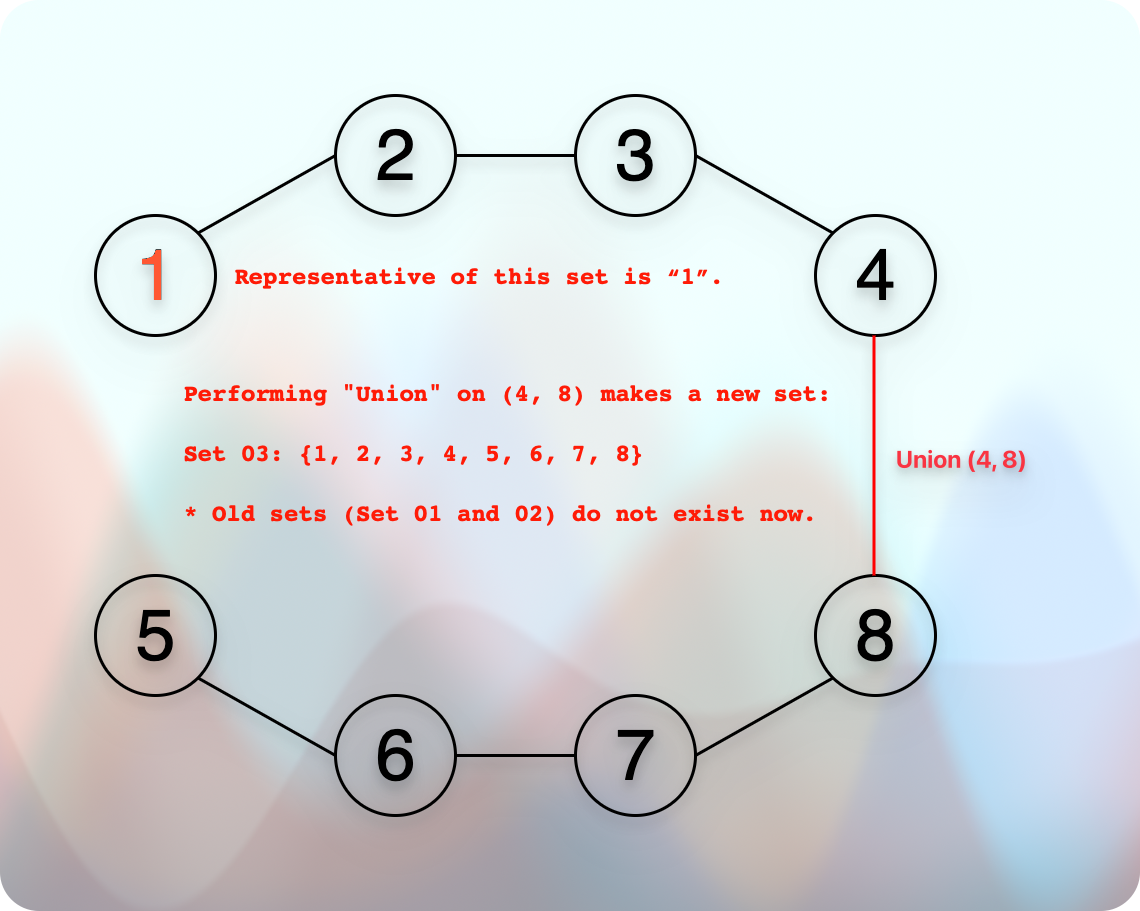 2
3
1
Representative of this set is “1”.
4
Performing "Union" on (4, 8) makes a new set:
Set 03: {1, 2, 3, 4, 5, 6, 7, 8}
Union (4, 8)
* Old sets (Set 01 and 02) do not exist now.
5
8
6
7